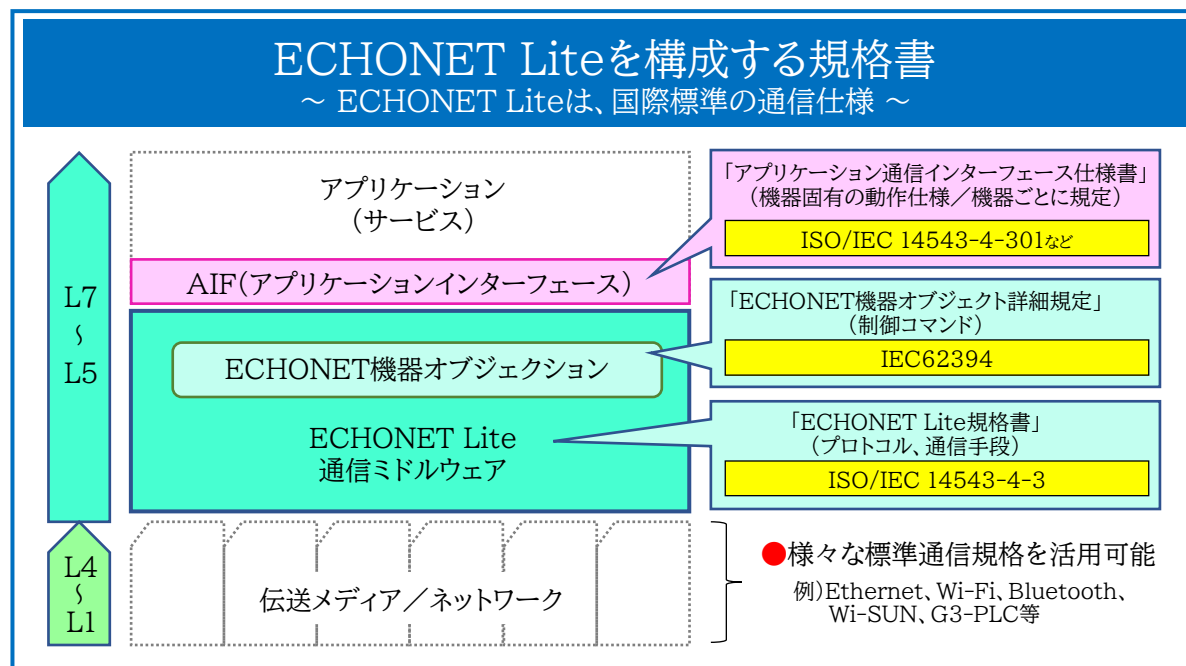 ECHONET Liteを構成する規格書
～ ECHONET Liteは、国際標準の通信仕様 ～
L7
～
L5
アプリケーション
（サービス）
AIF(アプリケーションインターフェース)
ECHONET機器オブジェクション
ECHONET Lite
通信ミドルウェア
「アプリケーション通信インターフェース仕様書」
（機器固有の動作仕様／機器ごとに規定）
ISO/IEC 14543-4-301など
「ECHONET機器オブジェクト詳細規定」
（制御コマンド）
IEC62394
「ECHONET Lite規格書」
（プロトコル、通信手段）
ISO/IEC 14543-4-3
L4
～
L1
伝送メディア／ネットワーク
●様々な標準通信規格を活用可能
例)Ethernet、Wi-Fi、Bluetooth、
Wi-SUN、G3-PLC等